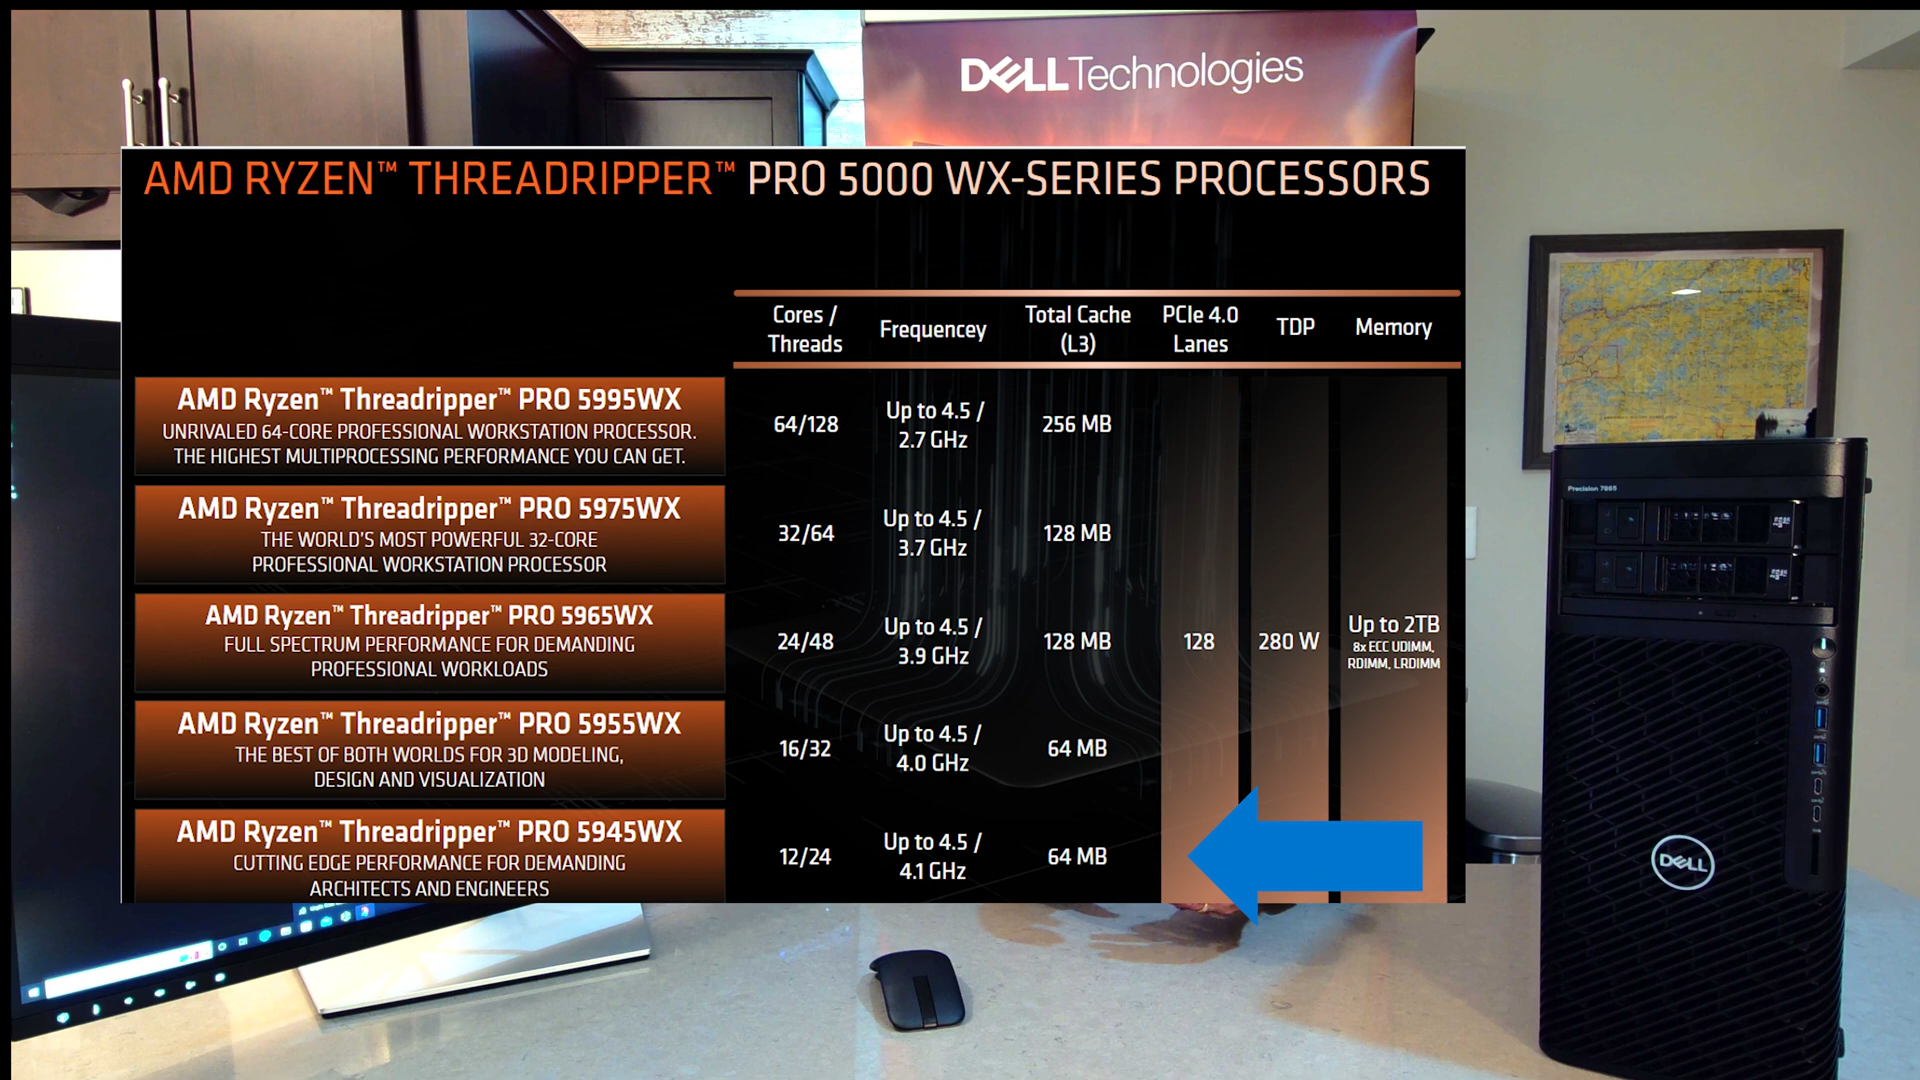 DELL Technologies
AMD RYZEN™ THREADRIPPER™ PRO 5000 WX-SERIES PROCESSORS
Cores / Threads
Frequencey
Total Cache (L3)
PCIe 4.0 Lanes
TDP
Memory
AMD Ryzen™ Threadripper™ PRO 5995WX
UNRIVALED 64-CORE PROFESSIONAL WORKSTATION PROCESSOR.
THE HIGHEST MULTIPROCESSING PERFORMANCE YOU CAN GET.
64/128
Up to 4.5 /
2.7 GHz
256 MB
AMD Ryzen™ Threadripper™ PRO 5975WX
THE WORLD'S MOST POWERFUL 32-CORE
PROFESSIONAL WORKSTATION PROCESSOR
32/64
Up to 4.5 /
3.7 GHz
128 MB
AMD Ryzen™ Threadripper™ PRO 5965WX
FULL SPECTRUM PERFORMANCE FOR DEMANDING
PROFESSIONAL WORKLOADS
24/48
Up to 4.5 /
3.9 GHz
128 MB
128
280 W
Up to 2TB
8x ECC UDIMM,
RDIMM, LRDIMM
AMD Ryzen™ Threadripper™ PRO 5955WX
THE BEST OF BOTH WORLDS FOR 3D MODELING,
DESIGN AND VISUALIZATION
16/32
Up to 4.5 /
4.0 GHz
64 MB
AMD Ryzen™ Threadripper™ PRO 5945WX
CUTTING EDGE PERFORMANCE FOR DEMANDING
ARCHITECTS AND ENGINEERS
12/24
Up to 4.5 /
4.1 GHz
64 MB
Precision 7865
DELL